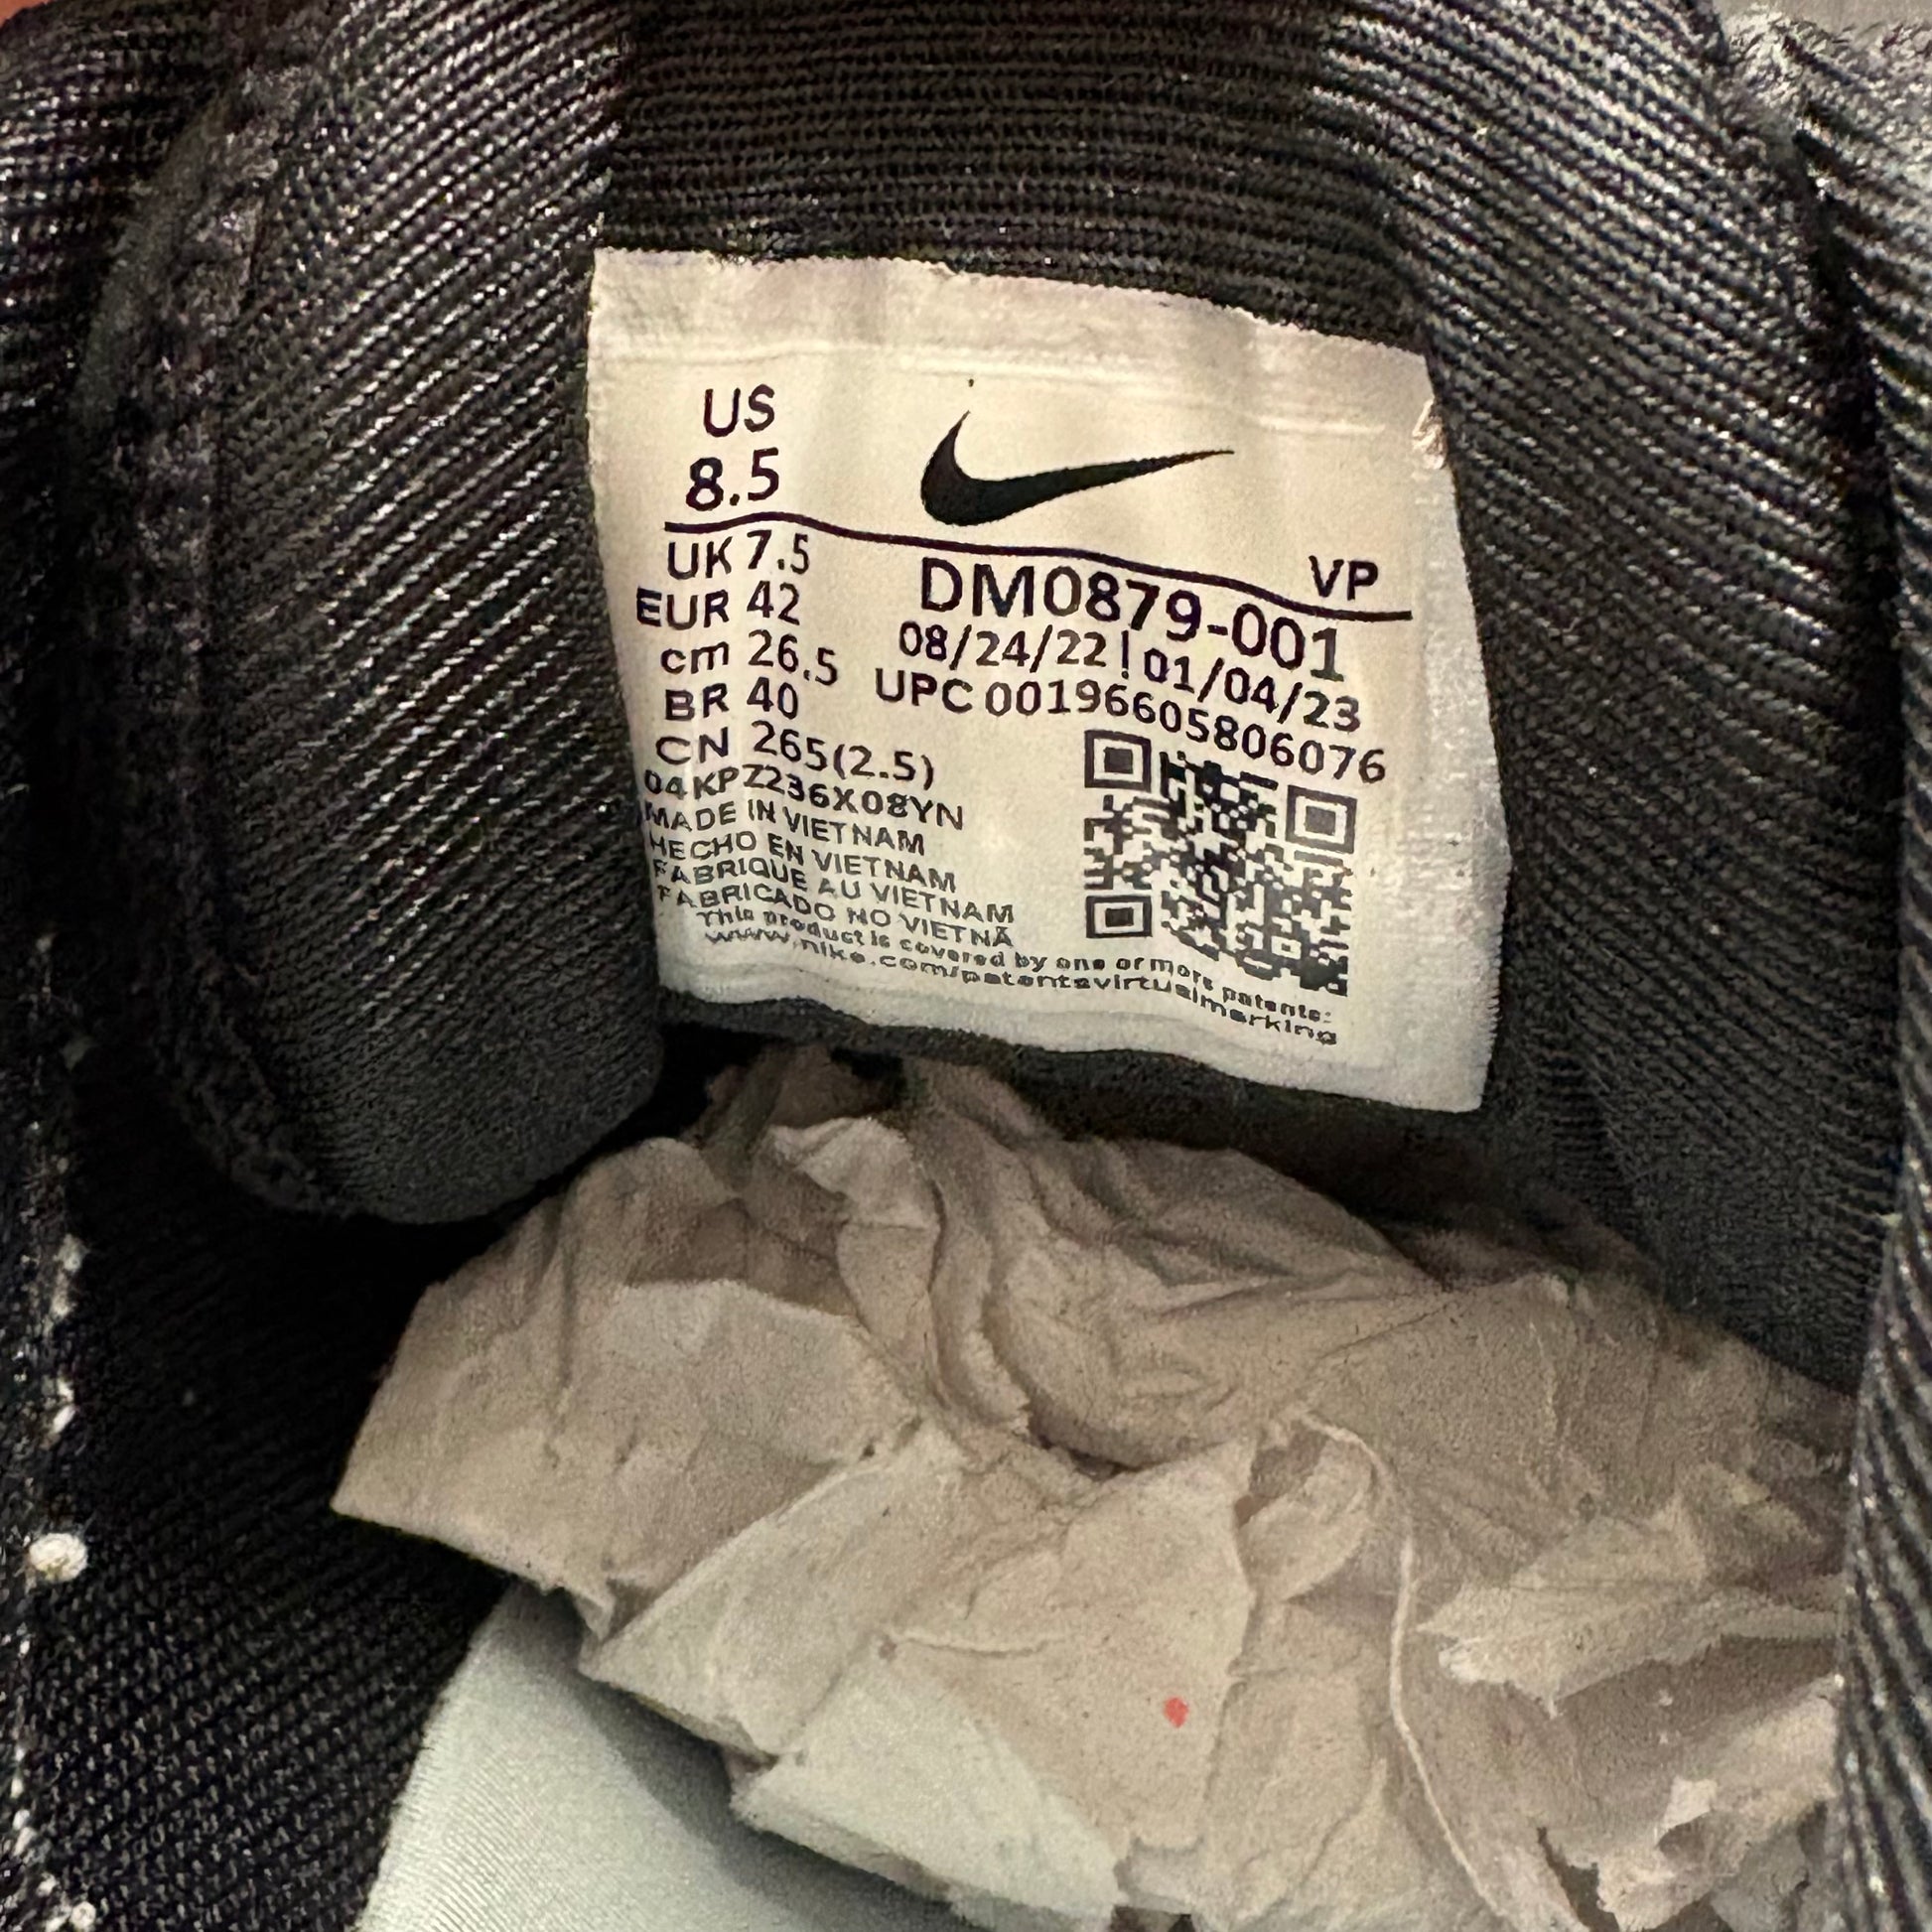 US
8.5
UK 7.5
EUR 42
cm 26.5
BR 40
CN 265(2.5)
VP
DM0879-001
08/24/22 | 01/04/23
UPC 00196605806076
04KPZ236X08YN
MADE IN VIETNAM
HECHO EN VIETNAM
FABRIQUE AU VIETNAM
FABRICADO NO VIETNÃ
This product is covered by one or more patents:
www.nike.com/patentsvirtualmarking